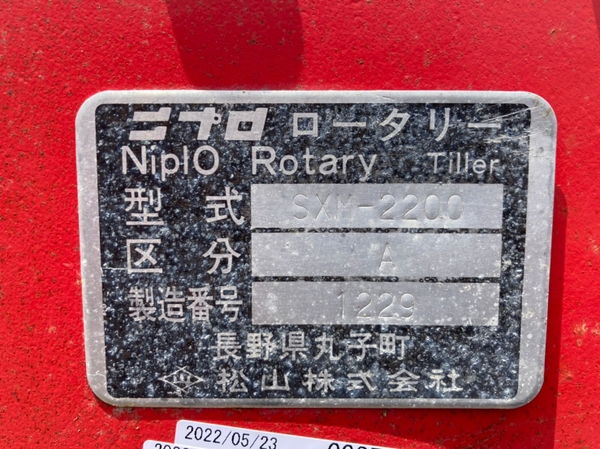 ニプロ ロータリー
NiplO Rotary Tiller
型式 SXM-2200
区分 A
製造番号 1229
長野県丸子町
松山株式会社
2022/05/23